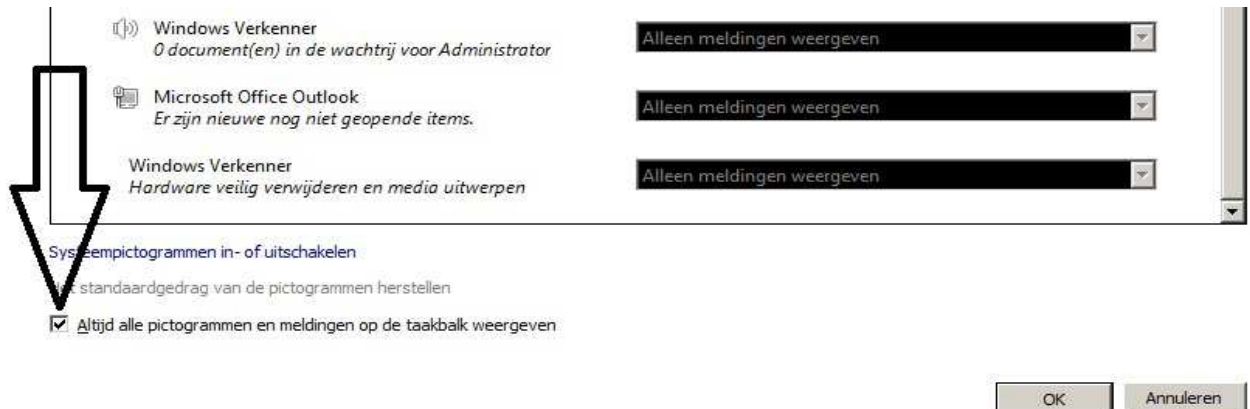 Windows Verkenner
0 document(en) in de wachtrij voor Administrator
Alleen meldingen weergeven
Microsoft Office Outlook
Er zijn nieuwe nog niet geopende items.
Alleen meldingen weergeven
Windows Verkenner
Hardware veilig verwijderen en media uitwerpen
Alleen meldingen weergeven
Systeempictogrammen in- of uitschakelen
Het standaardgedrag van de pictogrammen herstellen
Altijd alle pictogrammen en meldingen op de taakbalk weergeven
OK Annuleren